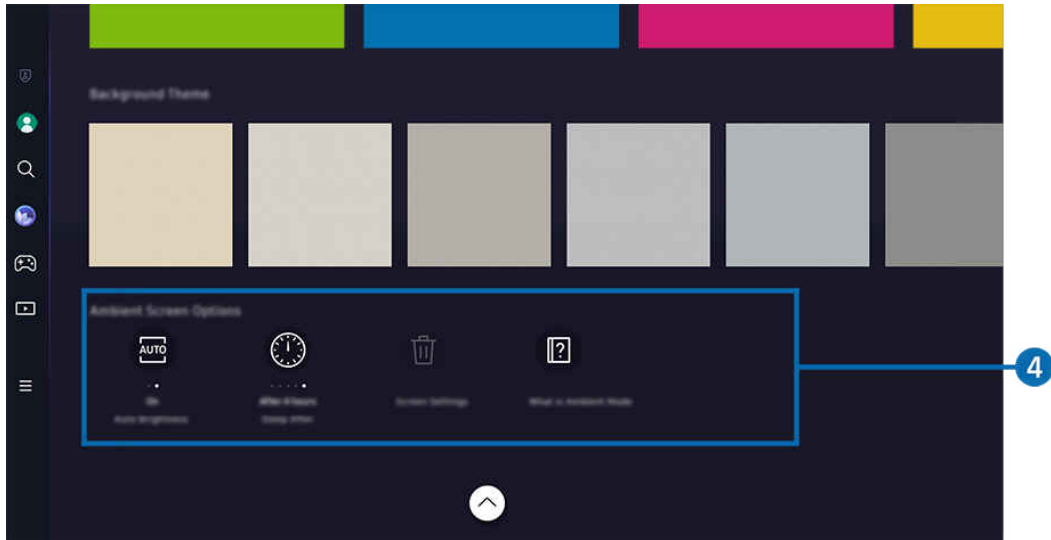 Background Theme
Ambient Screen Options
AUTO
?
On
After 8 hours
Auto Brightness
Sleep After
Screen Settings
What is Ambient Mode
4